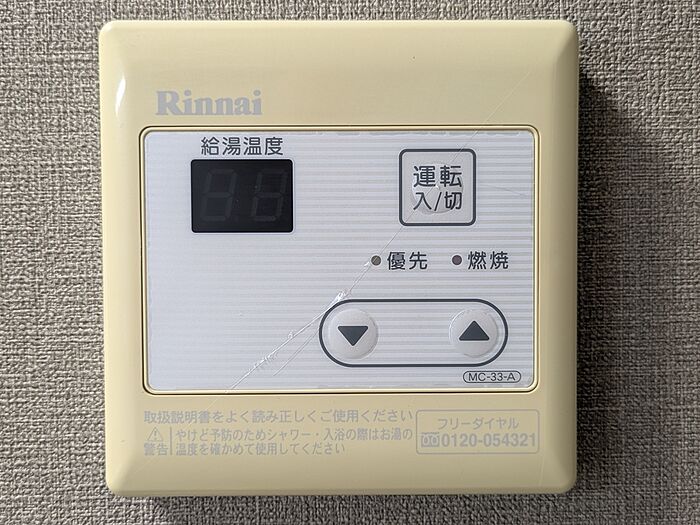 Rinnai
給湯温度
運転
入/切
優先 燃焼
▼ ▲
MC-33-A
取扱説明書をよく読み正しくご使用ください
警告 やけど予防のためシャワー・入浴の際はお湯の
温度を確かめて使用してください
フリーダイヤル
0120-054321